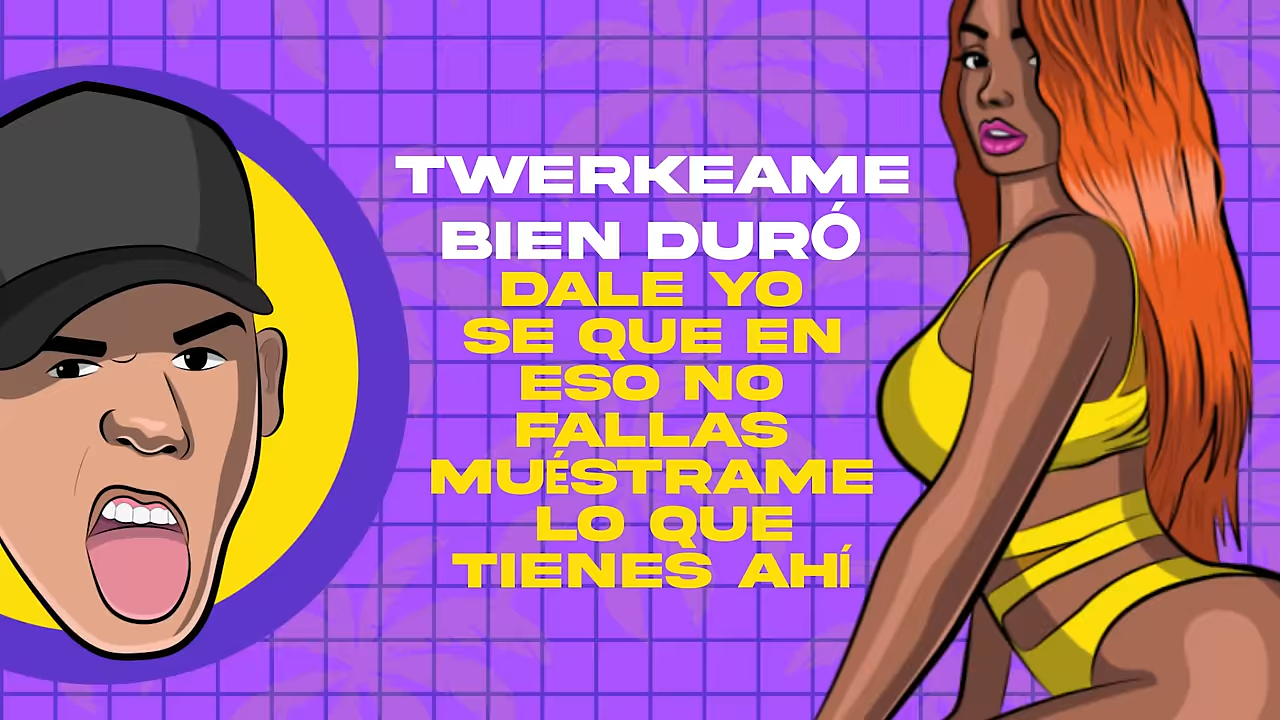 TWERKEAME
BIEN DURÓ
DALE YO
SE QUE EN
ESO NO
FALLAS
MUÉSTRAME
LO QUE
TIENES AHÍ